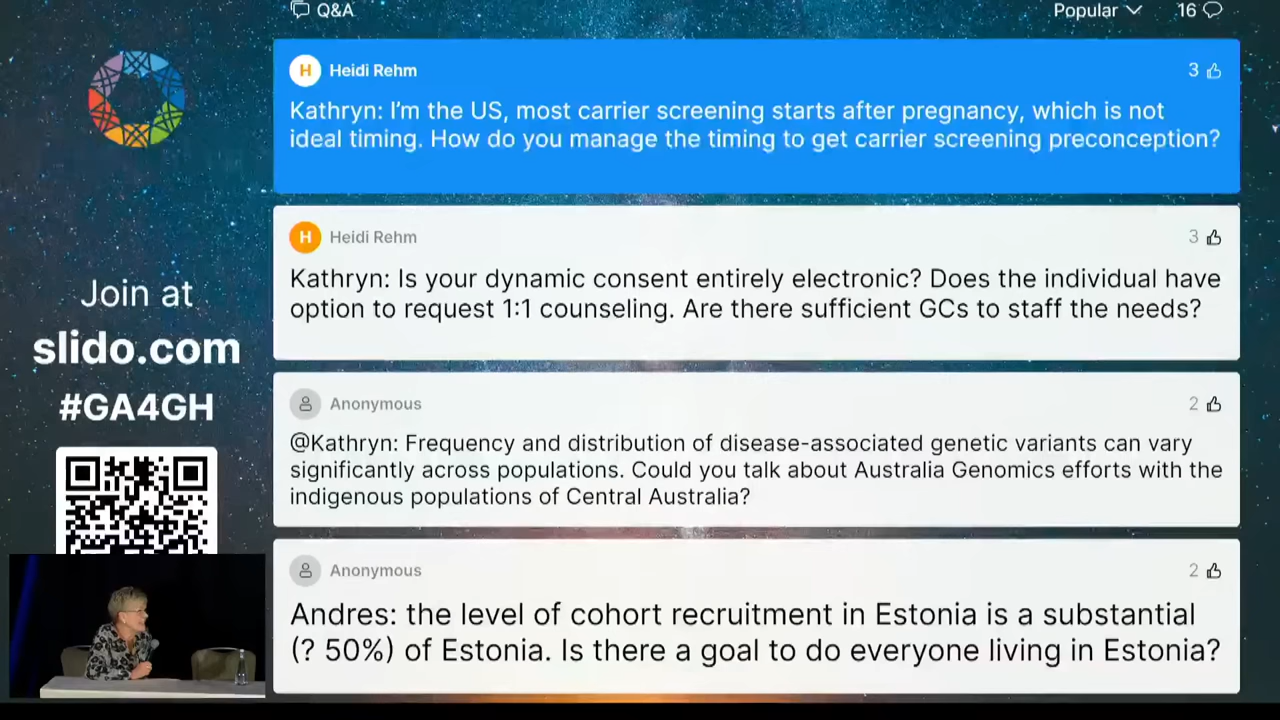 Q&A
Popular
16
H
Heidi Rehm
3
Kathryn: I'm the US, most carrier screening starts after pregnancy, which is not
ideal timing. How do you manage the timing to get carrier screening preconception?
H
Heidi Rehm
3
Kathryn: Is your dynamic consent entirely electronic? Does the individual have
option to request 1:1 counseling. Are there sufficient GCs to staff the needs?
Anonymous
2
@Kathryn: Frequency and distribution of disease-associated genetic variants can vary
significantly across populations. Could you talk about Australia Genomics efforts with the
indigenous populations of Central Australia?
Anonymous
2
Andres: the level of cohort recruitment in Estonia is a substantial
(? 50%) of Estonia. Is there a goal to do everyone living in Estonia?
Join at
slido.com
#GA4GH